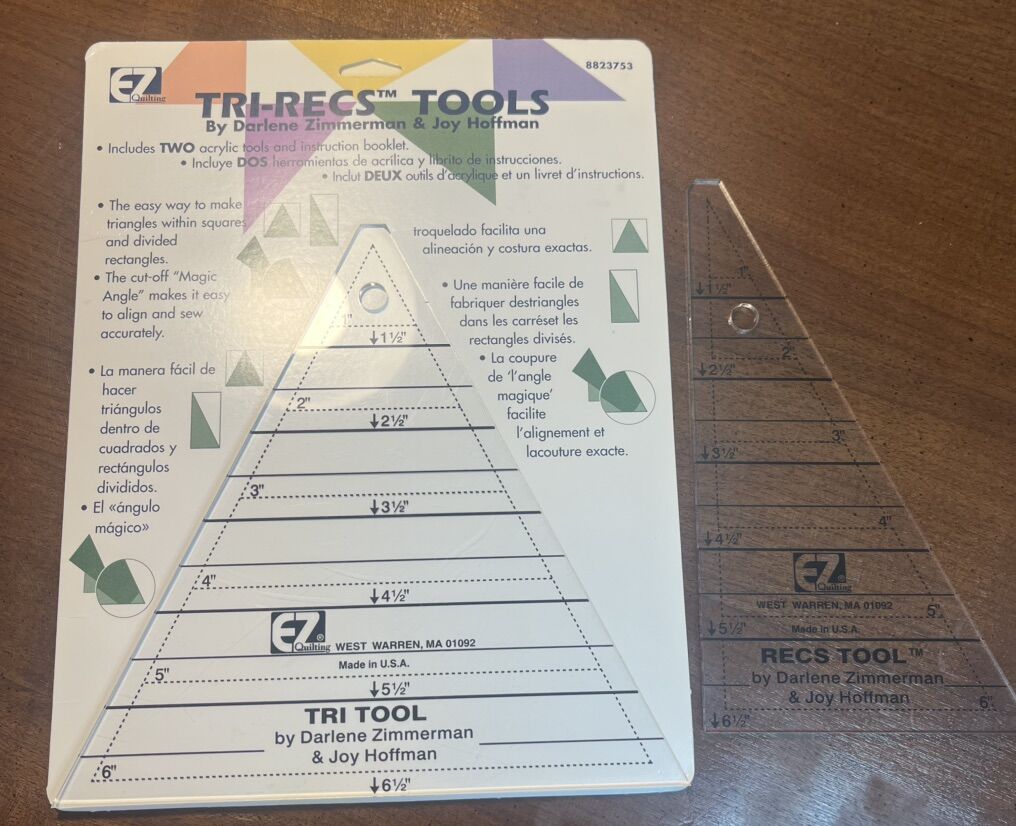 EZ
Quilting
8823753
TRI-RECS™ TOOLS
By Darlene Zimmerman & Joy Hoffman
• Includes TWO acrylic tools and instruction booklet.
• Incluye DOS herramientas de acrílica y librito de instrucciones.
• Inclut DEUX outils d'acrylique et un livret d'instructions.
• The easy way to make
triangles within squares
and divided
rectangles.
• The cut-off "Magic
Angle" makes it easy
to align and sew
accurately.
• La manera fácil de
hacer
triángulos
dentro de
cuadrados y
rectángulos
divididos.
• El «ángulo
mágico»
troquelado facilita una
alineación y costura exactas.
• Une manière facile de
fabriquer destriangles
dans les carréset les
rectangles divisés.
• La coupure
de 'l'angle
magique'
facilite
l'alignement et
lacouture exacte.
1"
↓1½"
2"
↓2½"
3"
↓3½"
4"
↓4½"
EZ®
Quilting WEST WARREN, MA 01092
Made in U.S.A.
5"
↓5½"
TRI TOOL
by Darlene Zimmerman
& Joy Hoffman
6"
↓6½"
1"
↓1½"
2"
↓2½"
3"
↓3½"
4"
↓4½"
EZ®
Quilting
WEST WARREN, MA 01092
5"
↓5½"
Made in U.S.A.
RECS TOOL™
by Darlene Zimmerman
& Joy Hoffman
6"
↓6½"